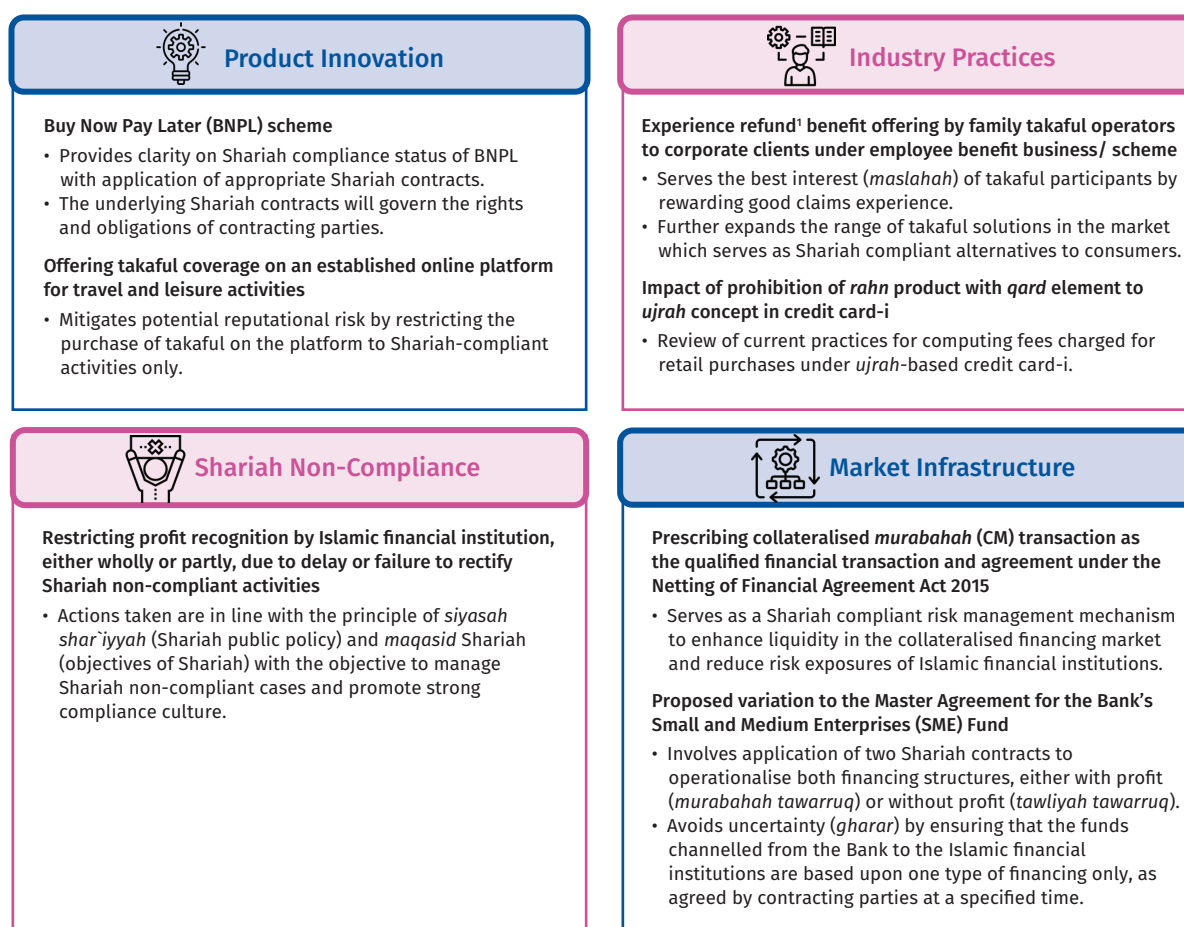 Product Innovation
Buy Now Pay Later (BNPL) scheme
• Provides clarity on Shariah compliance status of BNPL
with application of appropriate Shariah contracts.
• The underlying Shariah contracts will govern the rights
and obligations of contracting parties.
Offering takaful coverage on an established online platform
for travel and leisure activities
• Mitigates potential reputational risk by restricting the
purchase of takaful on the platform to Shariah-compliant
activities only.
Industry Practices
Experience refund¹ benefit offering by family takaful operators
to corporate clients under employee benefit business/ scheme
• Serves the best interest (maslahah) of takaful participants by
rewarding good claims experience.
• Further expands the range of takaful solutions in the market
which serves as Shariah compliant alternatives to consumers.
Impact of prohibition of rahn product with qard element to
ujrah concept in credit card-i
• Review of current practices for computing fees charged for
retail purchases under ujrah-based credit card-i.
Shariah Non-Compliance
Restricting profit recognition by Islamic financial institution,
either wholly or partly, due to delay or failure to rectify
Shariah non-compliant activities
• Actions taken are in line with the principle of siyasah
shar`iyyah (Shariah public policy) and maqasid Shariah
(objectives of Shariah) with the objective to manage
Shariah non-compliant cases and promote strong
compliance culture.
Market Infrastructure
Prescribing collateralised murabahah (CM) transaction as
the qualified financial transaction and agreement under the
Netting of Financial Agreement Act 2015
• Serves as a Shariah compliant risk management mechanism
to enhance liquidity in the collateralised financing market
and reduce risk exposures of Islamic financial institutions.
Proposed variation to the Master Agreement for the Bank's
Small and Medium Enterprises (SME) Fund
• Involves application of two Shariah contracts to
operationalise both financing structures, either with profit
(murabahah tawarruq) or without profit (tawliyah tawarruq).
• Avoids uncertainty (gharar) by ensuring that the funds
channelled from the Bank to the Islamic financial
institutions are based upon one type of financing only, as
agreed by contracting parties at a specified time.